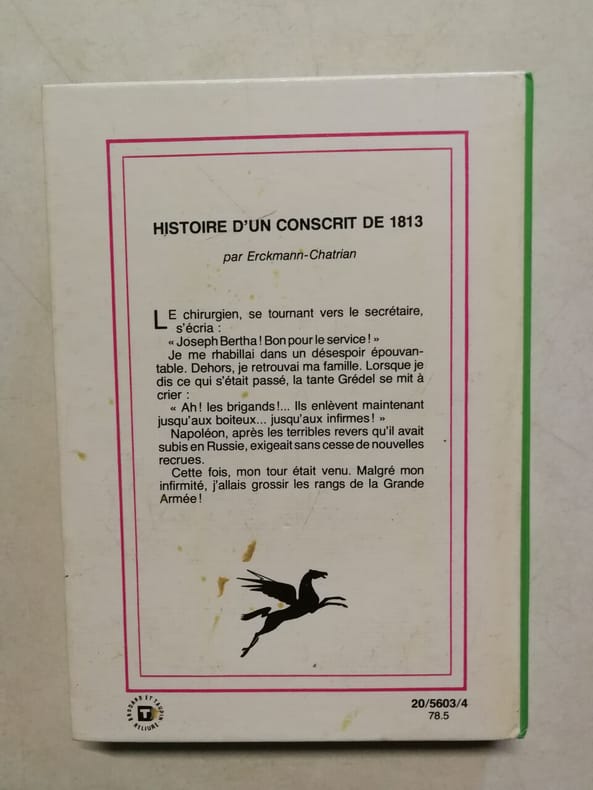 HISTOIRE D'UN CONSCRIT DE 1813
par Erckmann-Chatrian
LE chirurgien, se tournant vers le secrétaire,
s'écria :
« Joseph Bertha ! Bon pour le service ! »
Je me rhabillai dans un désespoir épouvan-
table. Dehors, je retrouvai ma famille. Lorsque je
dis ce qui s'était passé, la tante Grédel se mit à
crier :
« Ah ! les brigands !... Ils enlèvent maintenant
jusqu'aux boiteux... jusqu'aux infirmes ! »
Napoléon, après les terribles revers qu'il avait
subis en Russie, exigeait sans cesse de nouvelles
recrues.
Cette fois, mon tour était venu. Malgré mon
infirmité, j'allais grossir les rangs de la Grande
Armée !
BRODARD ET TAUPIN
T
RELIURE
20/5603/4
78.5